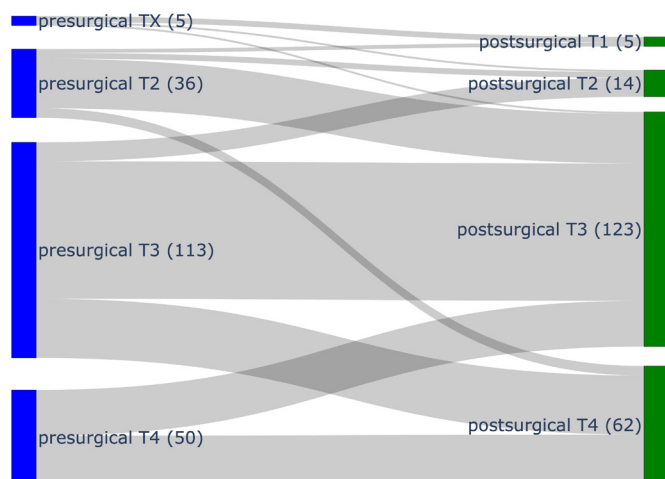 presurgical TX (5)
postsurgical T1 (5)
presurgical T2 (36)
postsurgical T2 (14)
presurgical T3 (113)
postsurgical T3 (123)
presurgical T4 (50)
postsurgical T4 (62)